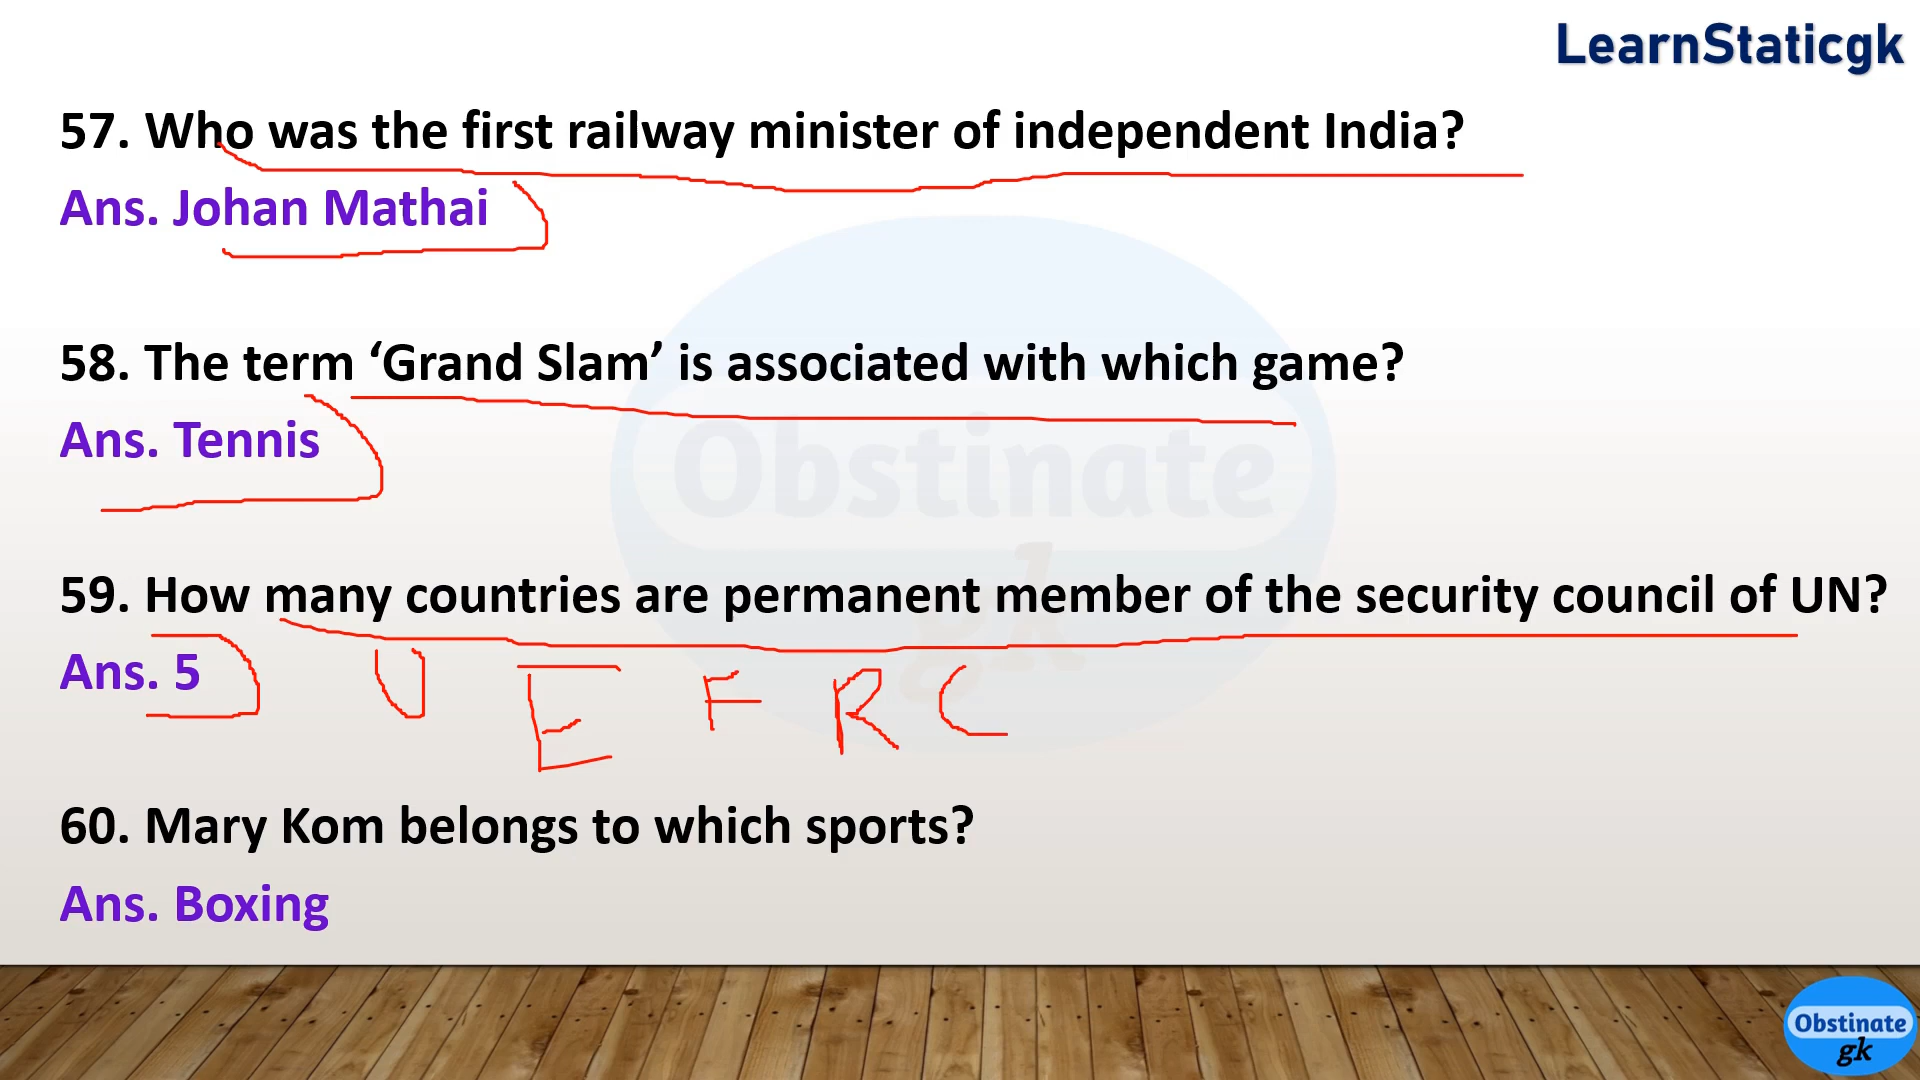 LearnStaticgk
57. Who was the first railway minister of independent India?
Ans. Johan Mathai
58. The term ‘Grand Slam’ is associated with which game?
Ans. Tennis
59. How many countries are permanent member of the security council of UN?
Ans. 5
U E F R C
60. Mary Kom belongs to which sports?
Ans. Boxing
Obstinate
gk
Obstinate
gk